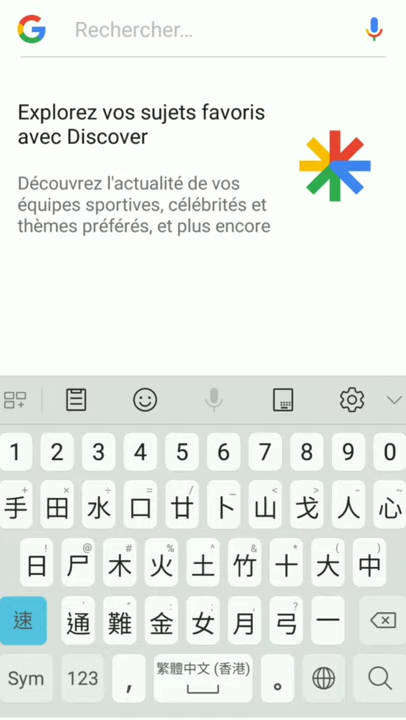 Rechercher...
Explorez vos sujets favoris
avec Discover
Découvrez l'actualité de vos
équipes sportives, célébrités et
thèmes préférés, et plus encore
1 2 3 4 5 6 7 8 9 0
手 田 水 口 廿 卜 山 戈 人 心
日 尸 木 火 土 竹 十 大 中
速 通 難 金 女 月 弓 一
Sym 123 , 繁體中文 (香港) 。